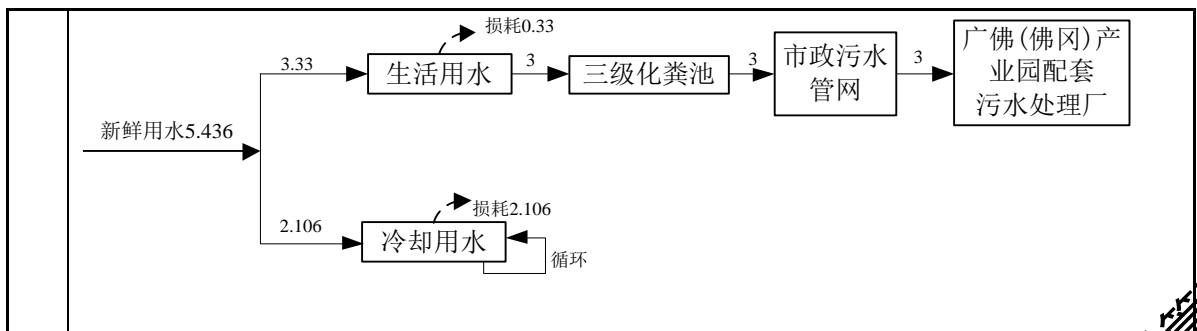 损耗0.33
3.33
生活用水
3
三级化粪池
3
市政污水
管网
3
广佛(佛冈)产
业园配套
污水处理厂
新鲜用水5.436
2.106
损耗2.106
冷却用水
循环